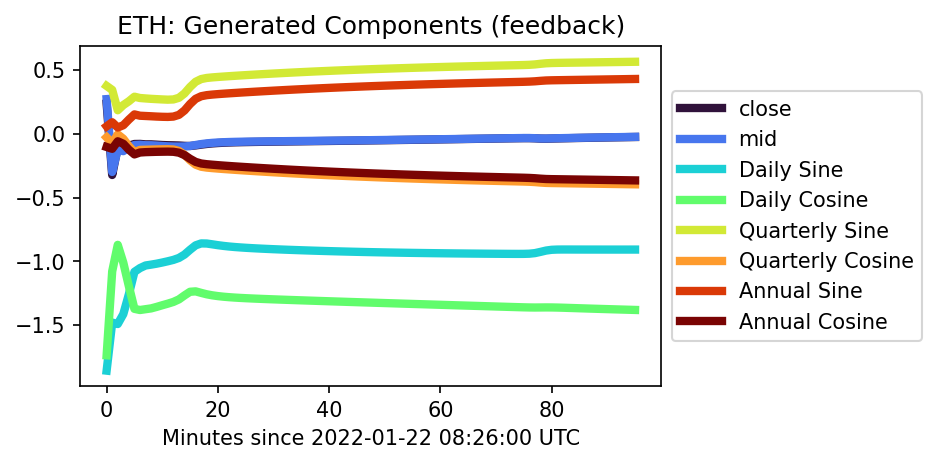 ETH: Generated Components (feedback)
0.5
0.0
−0.5
−1.0
−1.5
0
20
40
60
80
Minutes since 2022-01-22 08:26:00 UTC
close
mid
Daily Sine
Daily Cosine
Quarterly Sine
Quarterly Cosine
Annual Sine
Annual Cosine